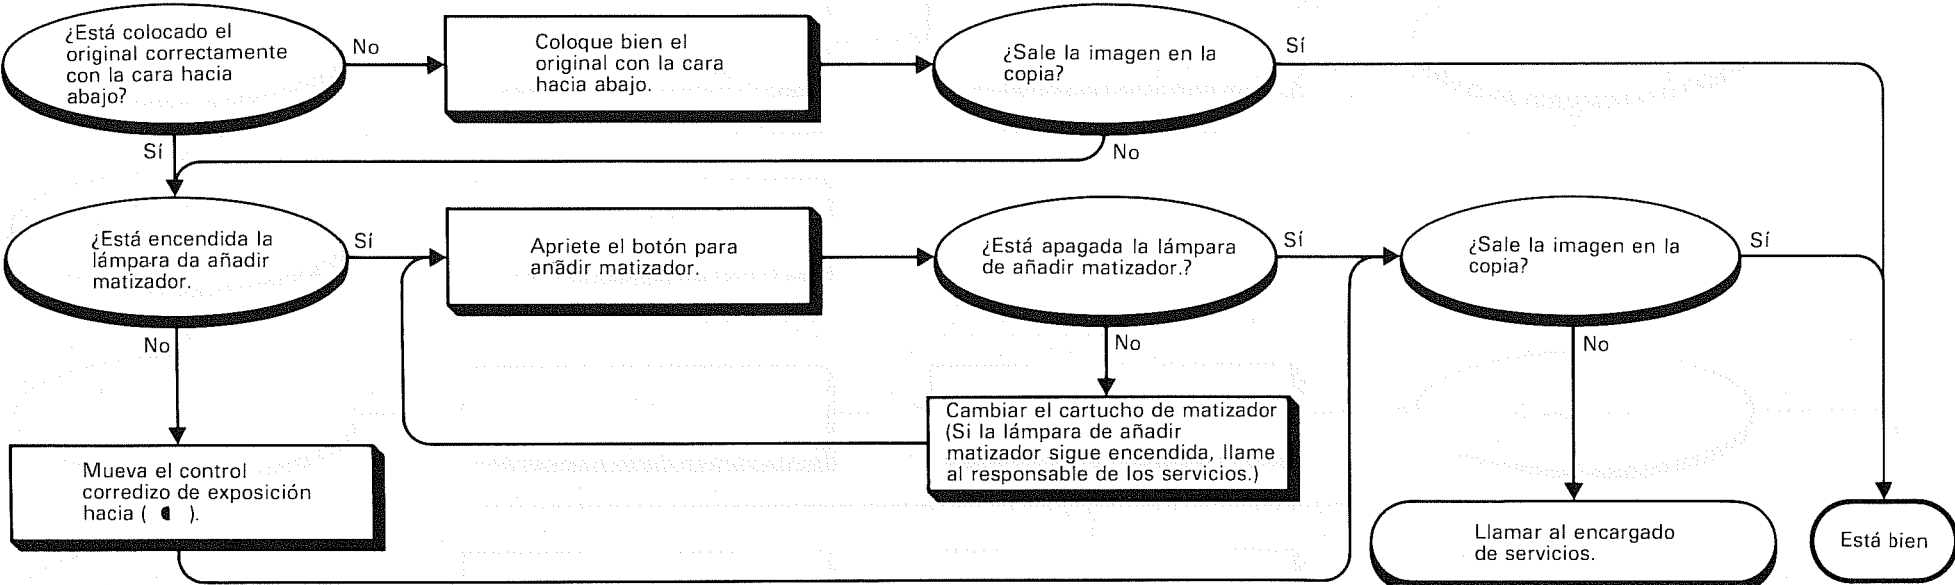 ¿Está colocado el
original correctamente
con la cara hacia
abajo?
No
Coloque bien el
original con la cara
hacia abajo.
¿Sale la imagen en la
copia?
Sí
Sí
No
¿Está encendida la
lámpara da añadir
matizador.
Sí
Apriete el botón para
anãdir matizador.
¿Está apagada la lámpara
de añadir matizador.?
Sí
¿Sale la imagen en la
copia?
Sí
No
No
No
Cambiar el cartucho de matizador
(Si la lámpara de añadir
matizador sigue encendida, llame
al responsable de los servicios.)
Mueva el control
corredizo de exposición
hacia ( ).
Llamar al encargado
de servicios.
Está bien